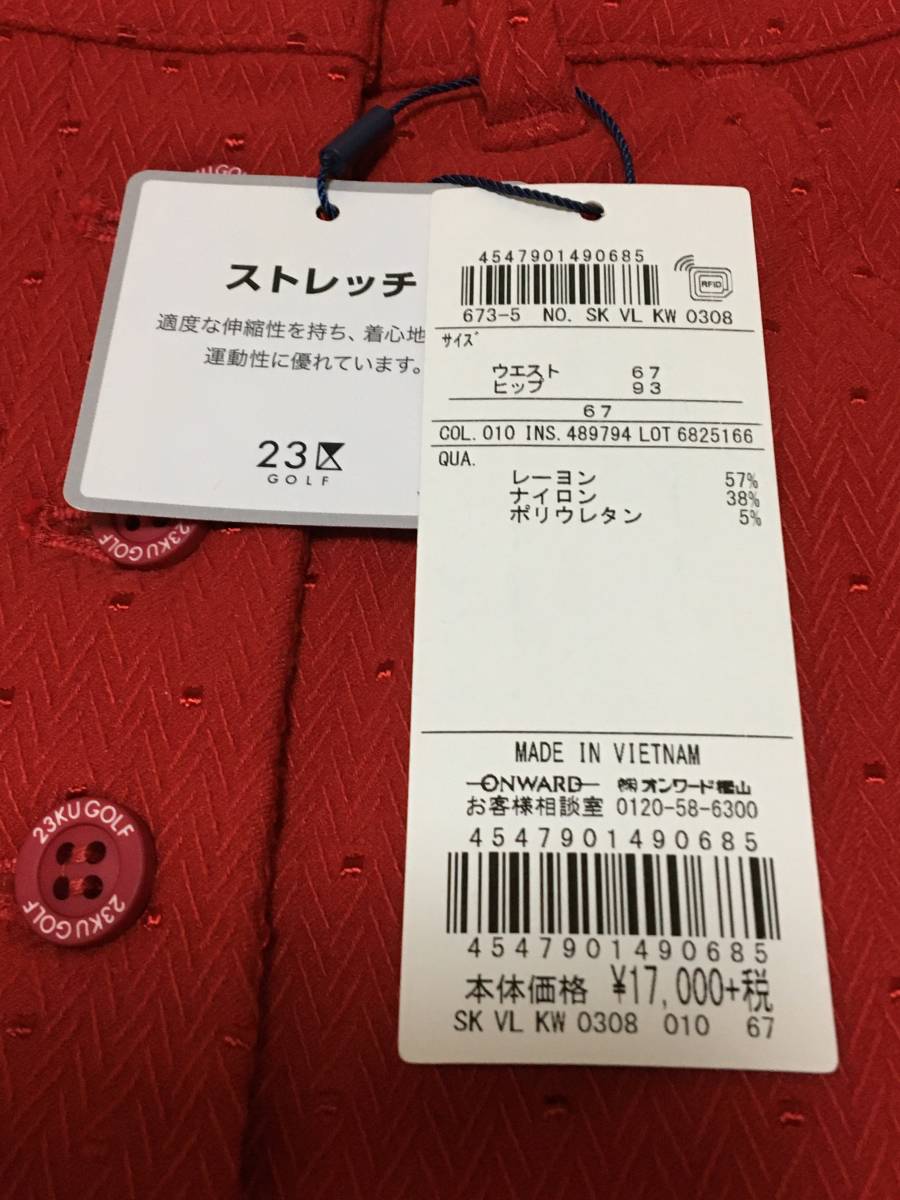 KU GOLF
ストレッチ
適度な伸縮性を持ち、着心地
運動性に優れています。
23区
GOLF
4547901490685
RFID
673-5 NO. SK VL KW 0308
サイズ
ウエスト 67
ヒップ 93
67
COL. 010 INS. 489794 LOT 6825166
QUA.
レーヨン 57%
ナイロン 38%
ポリウレタン 5%
MADE IN VIETNAM
ONWARD ㈱オンワード樫山
お客様相談室 0120-58-6300
4547901490685
4547901490685
本体価格 ¥17,000+税
SK VL KW 0308 010 67
23KU GOLF
23KU GOLF
23KU GOLF